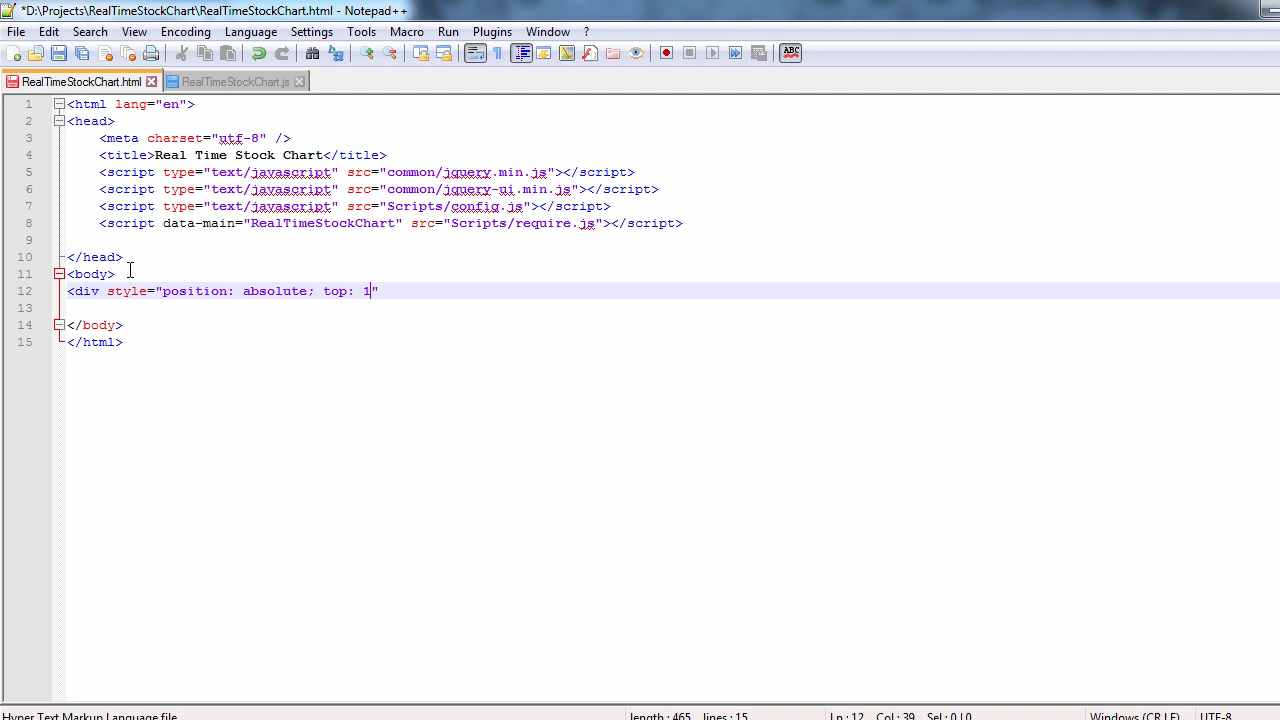 *D:\Projects\RealTimeStockChart\RealTimeStockChart.html - Notepad++
File Edit Search View Encoding Language Settings Tools Macro Run Plugins Window ?
ABC
RealTimeStockChart.html RealTimeStockChart.js
1 <html lang="en">
2 <head>
3 <meta charset="utf-8" />
4 <title>Real Time Stock Chart</title>
5 <script type="text/javascript" src="common/jquery.min.js"></script>
6 <script type="text/javascript" src="common/jquery-ui.min.js"></script>
7 <script type="text/javascript" src="Scripts/config.js"></script>
8 <script data-main="RealTimeStockChart" src="Scripts/require.js"></script>
9
10 </head>
11 <body>
12 <div style="position: absolute; top: 1"
13
14 </body>
15 </html>
Hyper Text Markup Language file length : 465 lines : 15 Ln : 12 Col : 39 Sel : 0 | 0 Windows (CR LF) UTF-8